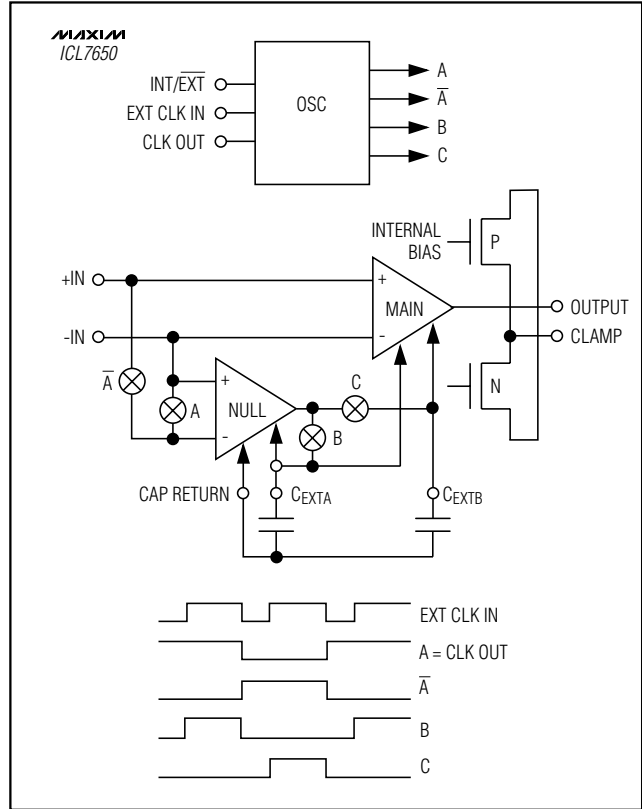 MAXIM
ICL7650
INT/E̅X̅T̅
EXT CLK IN
CLK OUT
OSC
A
A̅
B
C
INTERNAL
BIAS
P
+IN
-IN
+
-
MAIN
OUTPUT
CLAMP
N
A̅
A
+
-
NULL
C
B
CAP RETURN
CEXTA
CEXTB
EXT CLK IN
A = CLK OUT
A̅
B
C